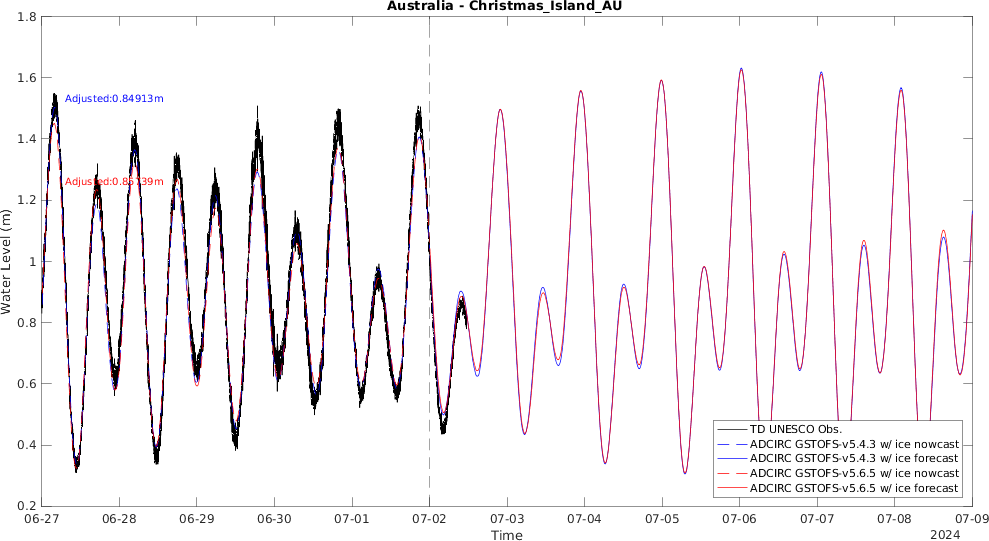 Australia - Christmas_Island_AU
Water Level (m)
1.8
1.6
1.4
1.2
1
0.8
0.6
0.4
0.2
Adjusted:0.84913m
Adjusted:0.85739m
TD UNESCO Obs.
ADCIRC GSTOFS-v5.4.3 w/ ice nowcast
ADCIRC GSTOFS-v5.4.3 w/ ice forecast
ADCIRC GSTOFS-v5.6.5 w/ ice nowcast
ADCIRC GSTOFS-v5.6.5 w/ ice forecast
06-27 06-28 06-29 06-30 07-01 07-02 07-03 07-04 07-05 07-06 07-07 07-08 07-09
Time
2024